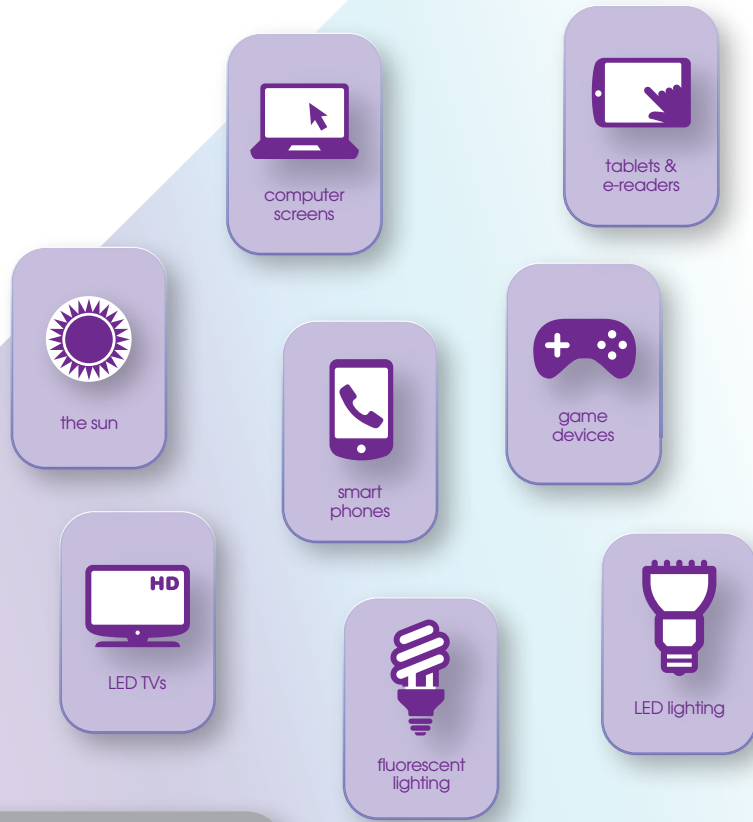 computer
screens
tablets &
e-readers
the sun
smart
phones
game
devices
HD
LED TVs
fluorescent
lighting
LED lighting